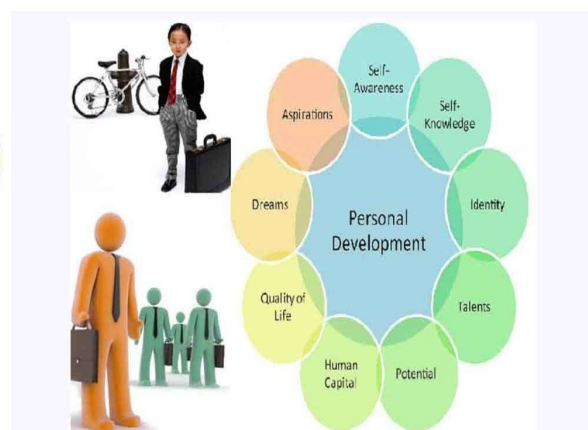 Self-
Awareness
Self-
Knowledge
Identity
Talents
Potential
Human
Capital
Quality of
Life
Dreams
Aspirations
Personal
Development